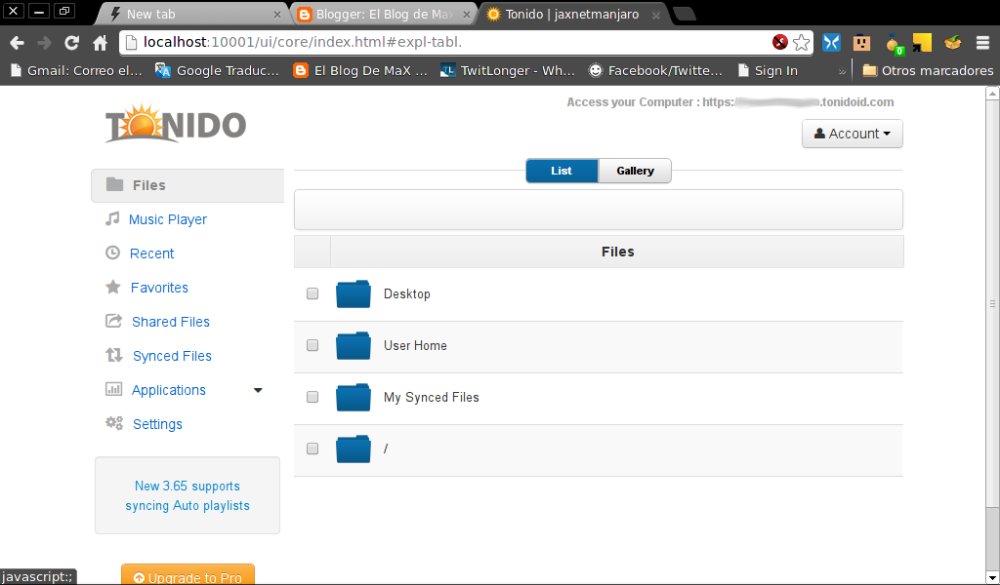 New tab
Blogger: El Blog de Ma
Tonido | jaxnetmanjaro
localhost:10001/ui/core/index.html#expl-tabl.
0
Gmail: Correo el...
Google Traduc...
El Blog De MaX ...
TwitLonger - Wh...
Facebook/Twitte...
Sign In
»
Otros marcadores
TONIDO
Access your Computer : https:/
.tonidoid.com
Account
List
Gallery
Files
Music Player
Recent
Favorites
Shared Files
Synced Files
Applications
Settings
New 3.65 supports
syncing Auto playlists
Upgrade to Pro
Files
Desktop
User Home
My Synced Files
/
javascript:;